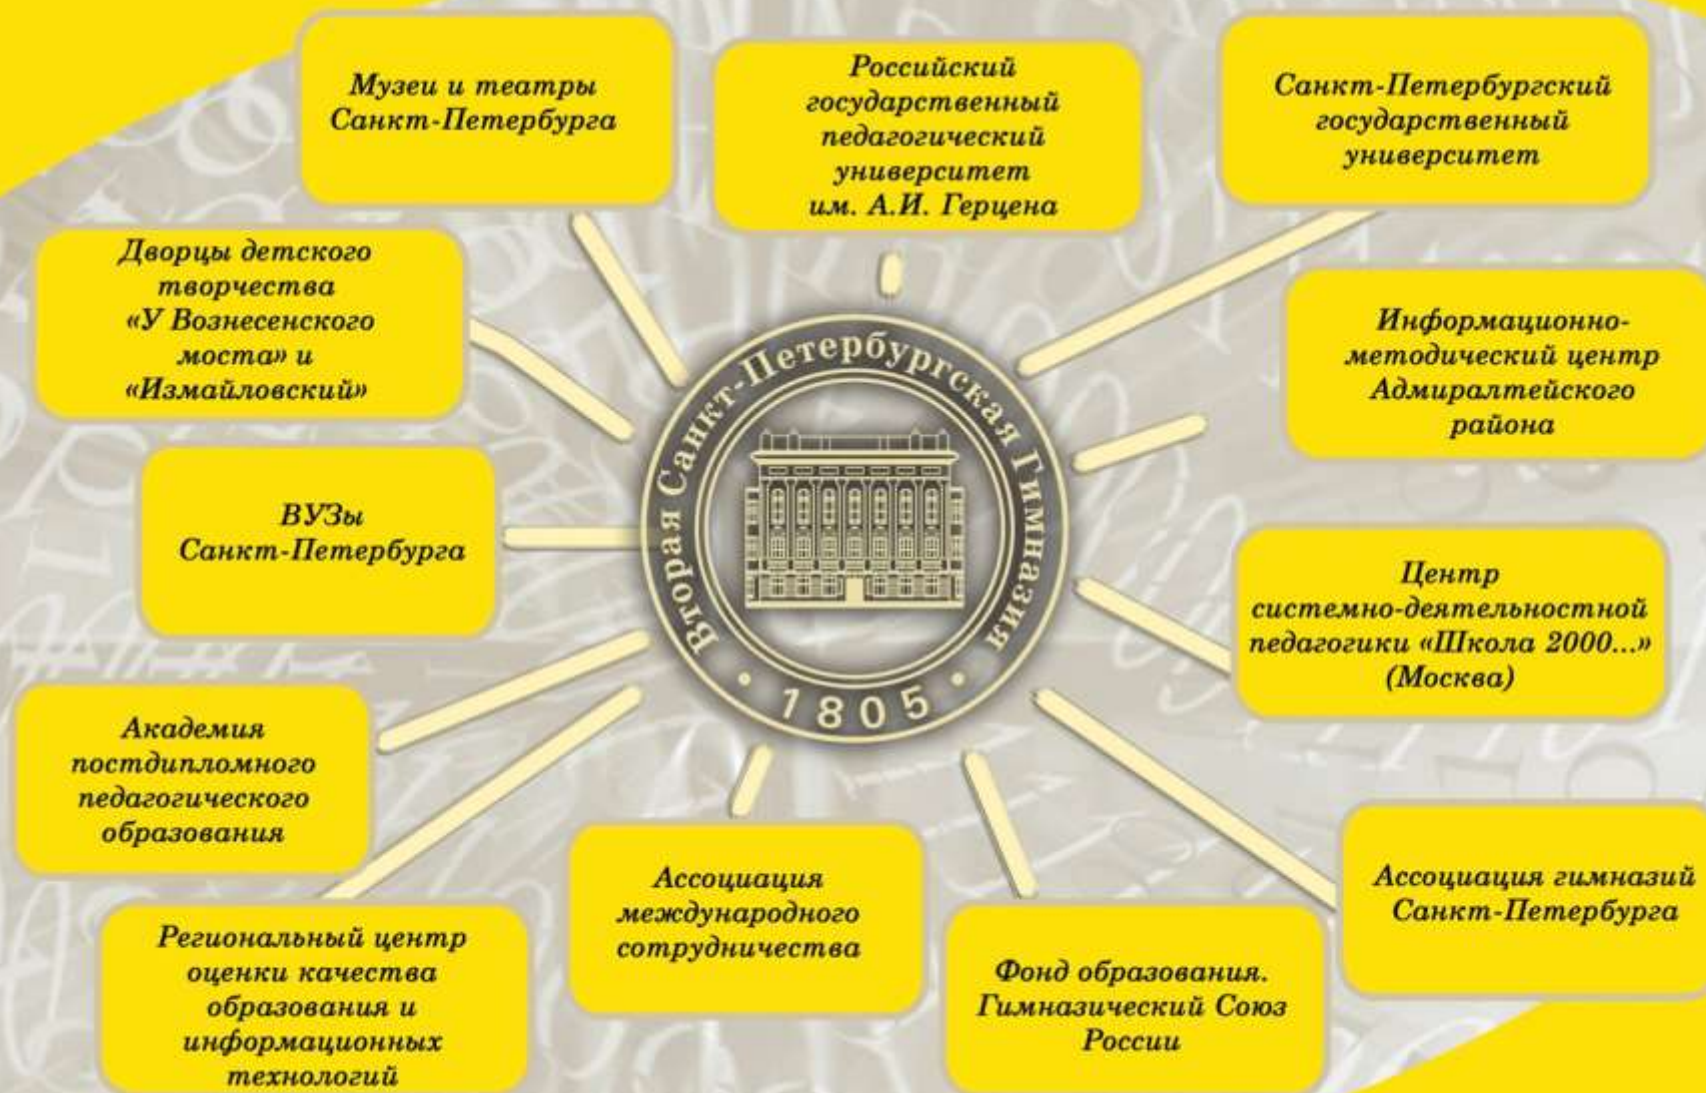 Музеи и театры
Санкт-Петербурга
Российский
государственный
педагогический
университет
им. А.И. Герцена
Санкт-Петербургский
государственный
университет
Дворцы детского
творчества
«У Вознесенского
моста» и
«Измайловский»
Информационно-
методический центр
Адмиралтейского
района
Вторая Санкт-Петербургская Гимназия
• 1805 •
ВУЗы
Санкт-Петербурга
Центр
системно-деятельностной
педагогики «Школа 2000...»
(Москва)
Академия
постдипломного
педагогического
образования
Ассоциация гимназий
Санкт-Петербурга
Региональный центр
оценки качества
образования и
информационных
технологий
Ассоциация
международного
сотрудничества
Фонд образования.
Гимназический Союз
России